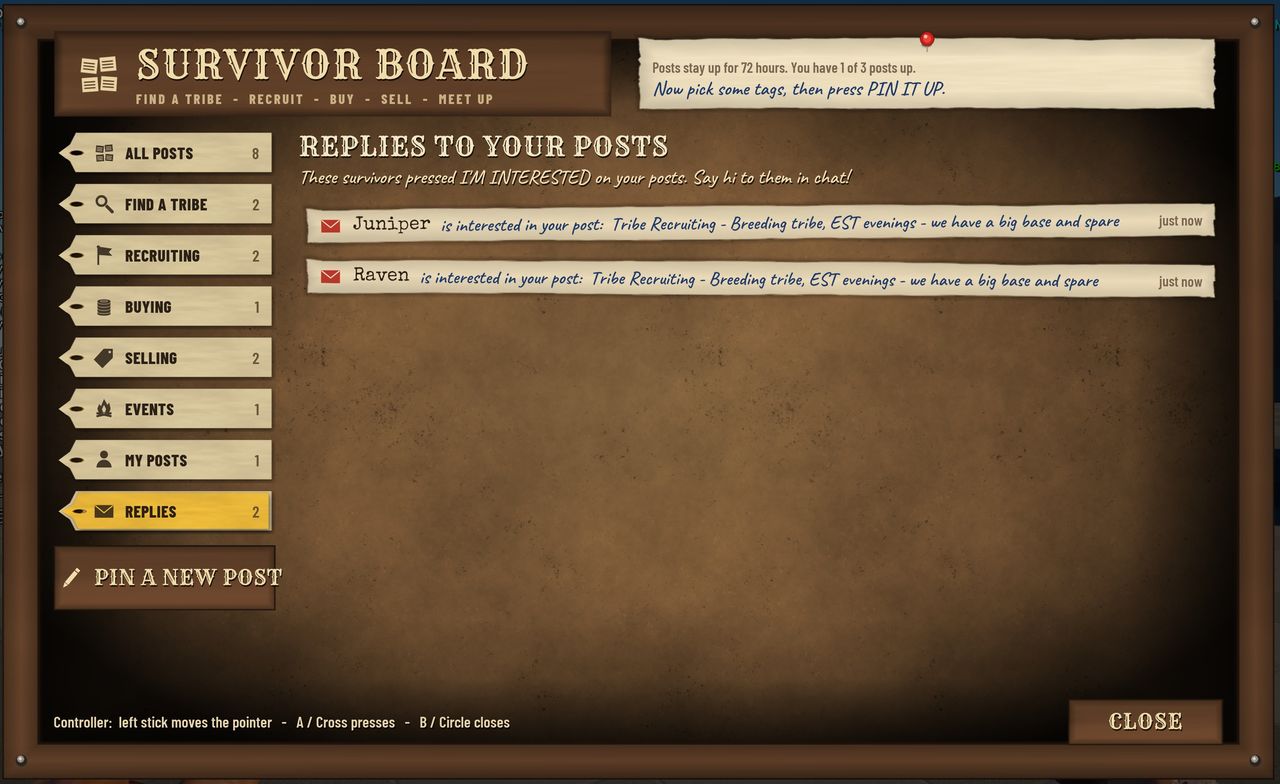 SURVIVOR BOARD
FIND A TRIBE - RECRUIT - BUY - SELL - MEET UP
Posts stay up for 72 hours. You have 1 of 3 posts up.
Now pick some tags, then press PIN IT UP.
ALL POSTS 8
FIND A TRIBE 2
RECRUITING 2
BUYING 1
SELLING 2
EVENTS 1
MY POSTS 1
REPLIES 2
PIN A NEW POST
REPLIES TO YOUR POSTS
These survivors pressed I'M INTERESTED on your posts. Say hi to them in chat!
Juniper is interested in your post: Tribe Recruiting - Breeding tribe, EST evenings - we have a big base and spare just now
Raven is interested in your post: Tribe Recruiting - Breeding tribe, EST evenings - we have a big base and spare just now
Controller: left stick moves the pointer - A / Cross presses - B / Circle closes
CLOSE